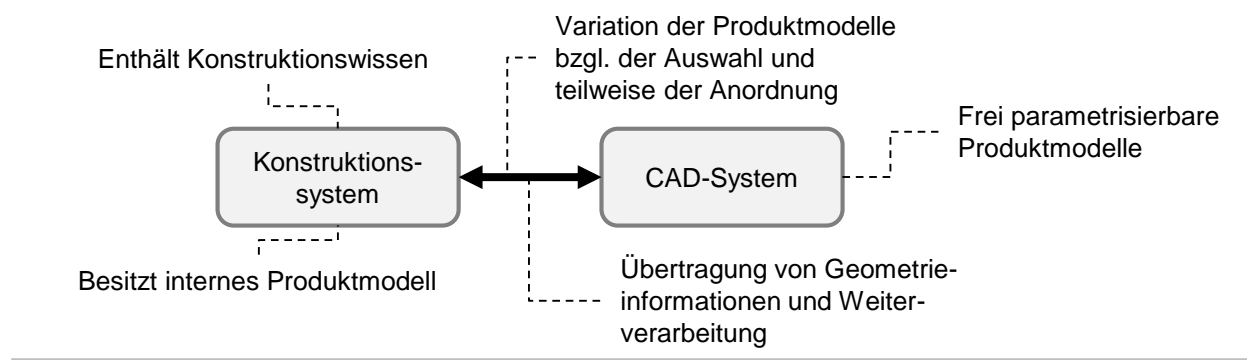 Variation der Produktmodelle
bzgl. der Auswahl und
teilweise der Anordnung
Enthält Konstruktionswissen
Frei parametrisierbare
Produktmodelle
Konstruktions-
system
CAD-System
Besitzt internes Produktmodell
Übertragung von Geometrie-
informationen und Weiter-
verarbeitung